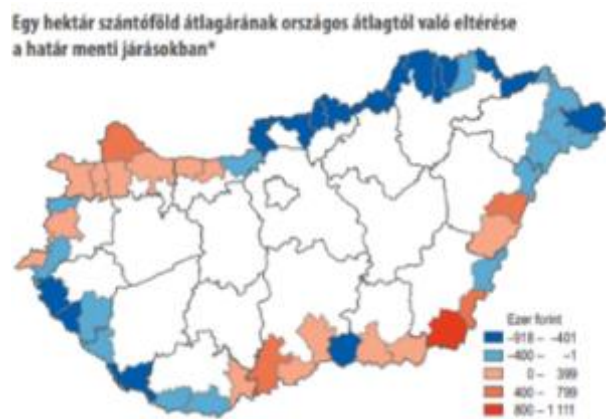 Egy hektár szántóföld átlagárának országos átlagtól való eltérése
a határ menti járásokban*
Ezer forint
–918 – –401
–400 – –1
0 – 399
400 – 799
800 – 1 111